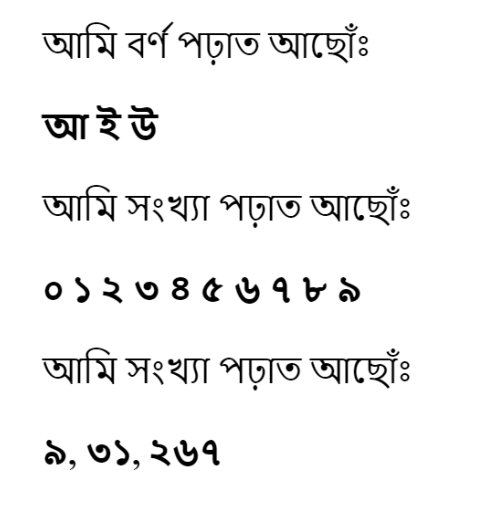 আমি বর্ণ পঢ়াত আছোঁঃ
আ ই উ
আমি সংখ্যা পঢ়াত আছোঁঃ
০ ১ ২ ৩ ৪ ৫ ৬ ৭ ৮ ৯
আমি সংখ্যা পঢ়াত আছোঁঃ
৯, ৩১, ২৬৭